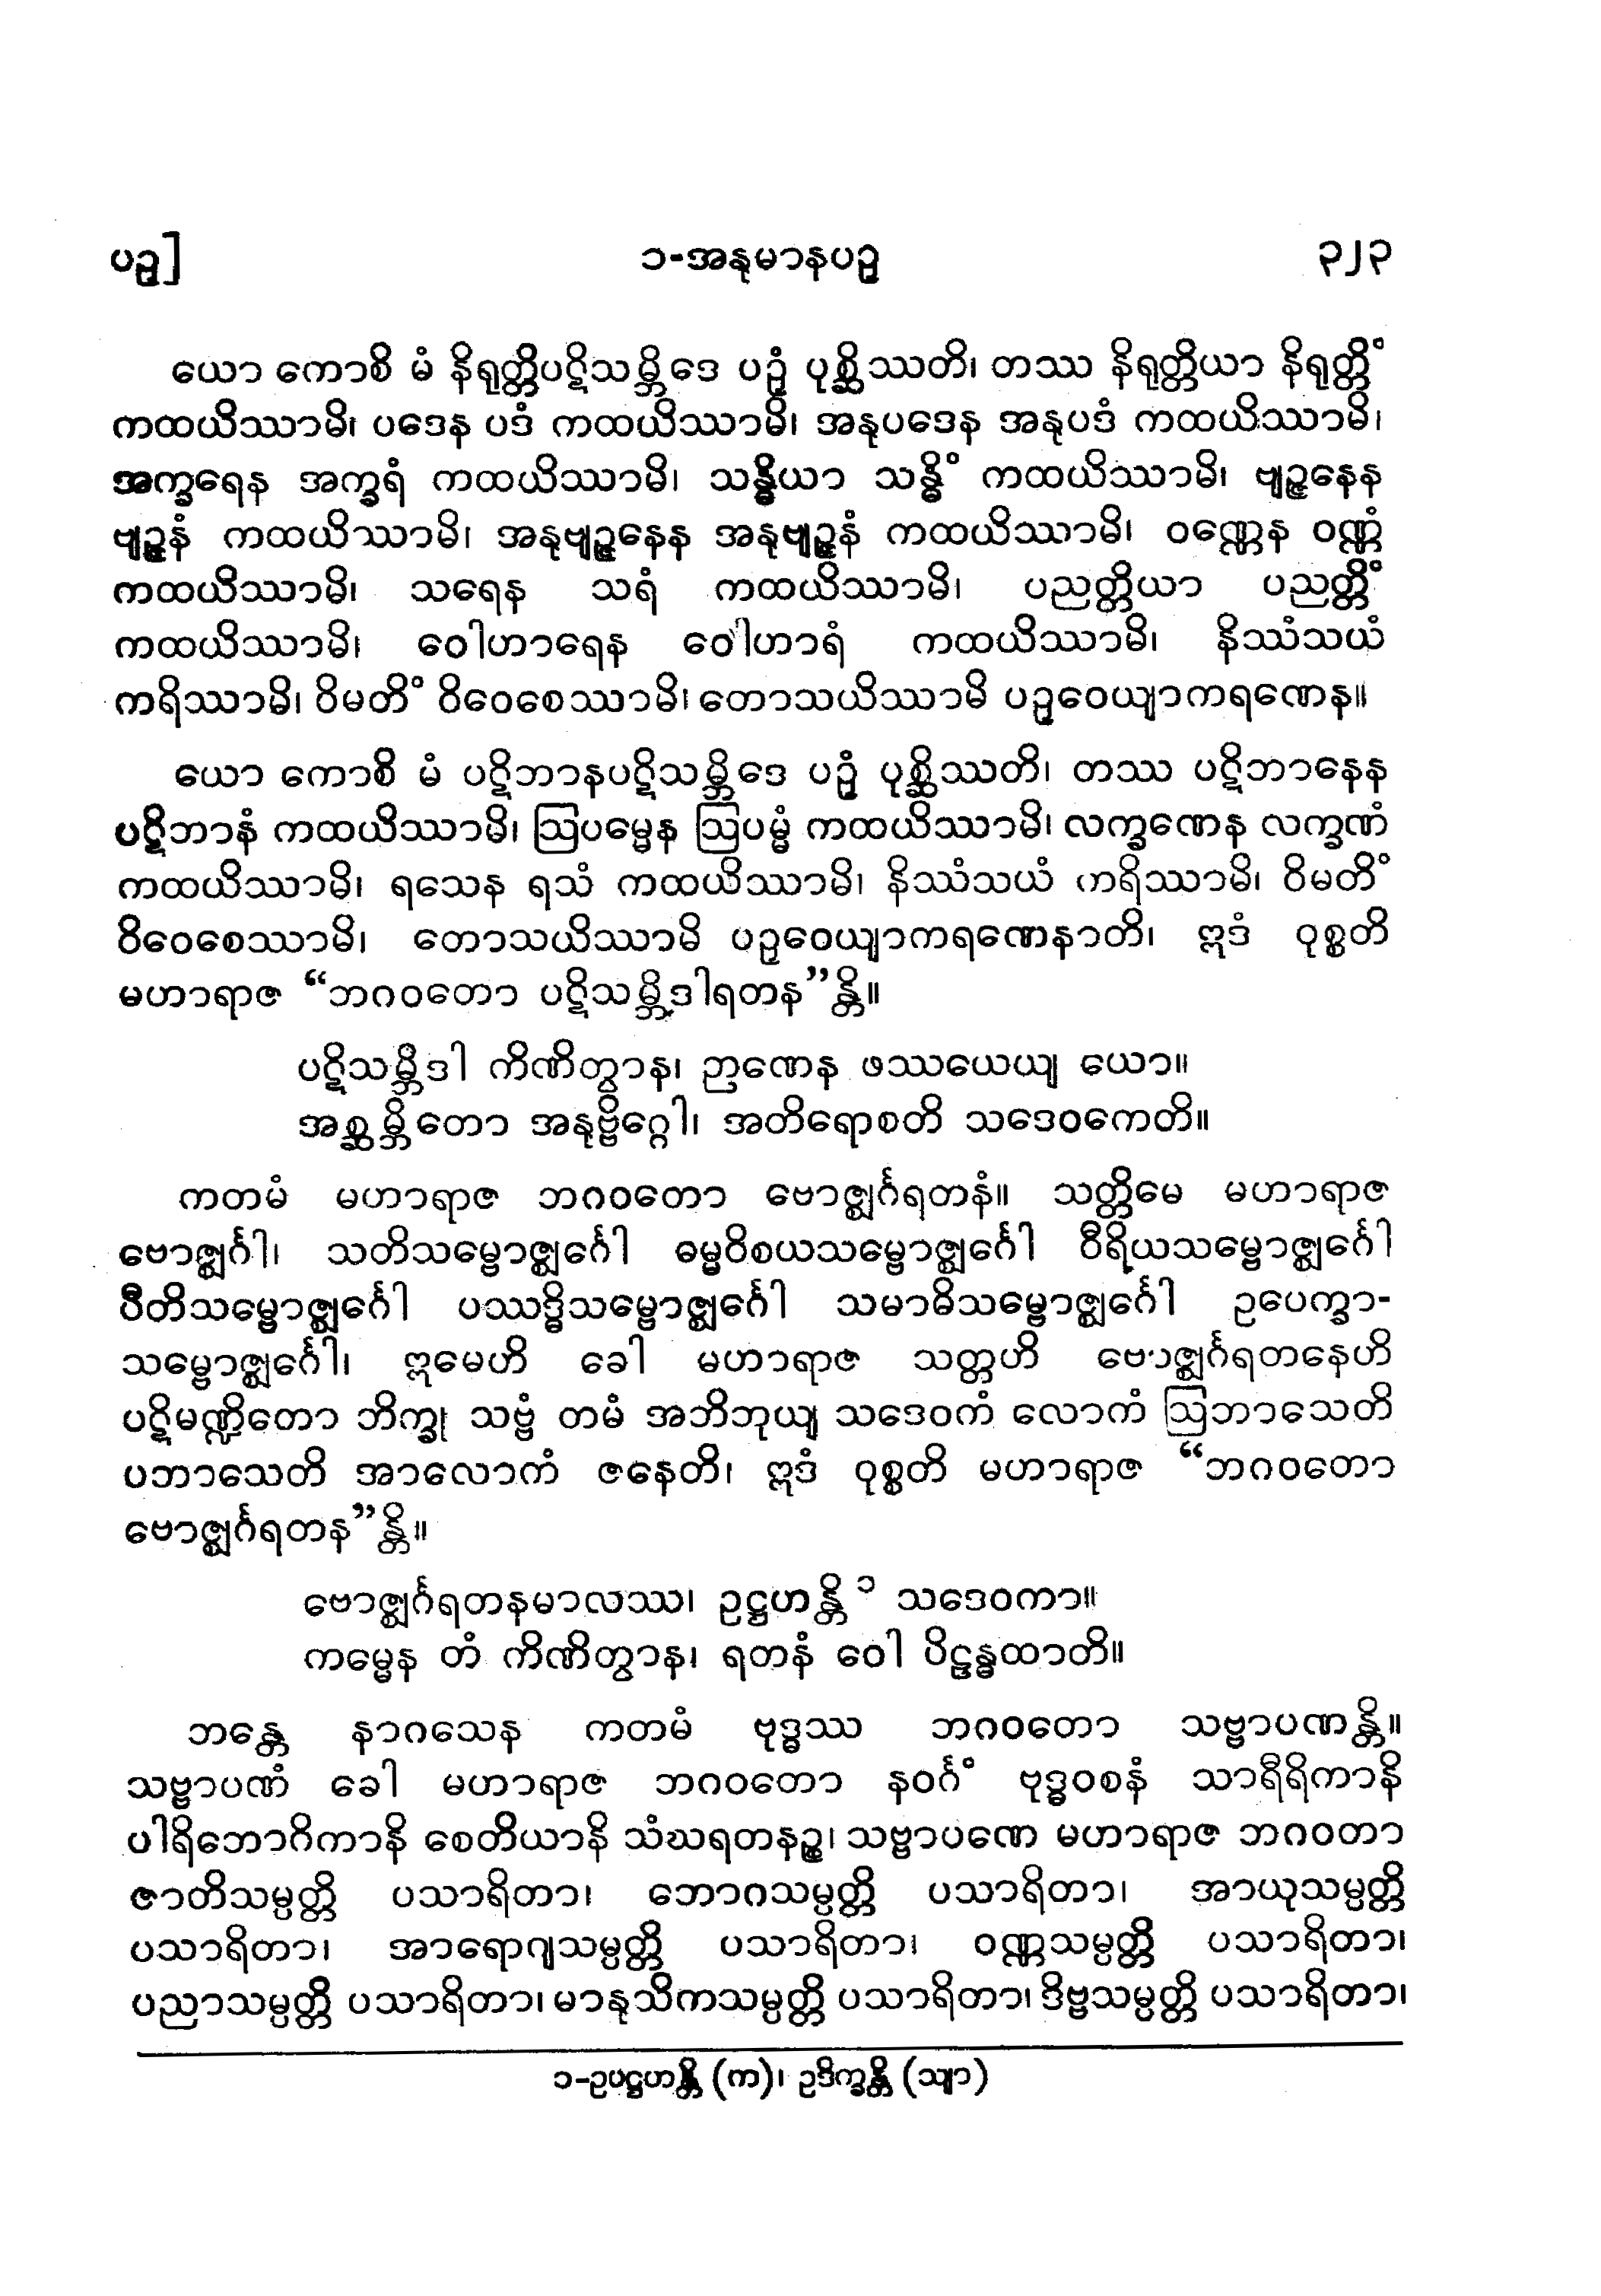 ပဉှ]
၁-အနုမာနပဉှ
၃၂၃
ယော ကောစိ မံ နိရုတ္တိပဋိသမ္ဘိဒေ ပဉှံ ပုစ္ဆိဿတိ၊ တဿ နိရုတ္တိယာ နိရုတ္တိံ
ကထယိဿာမိ၊ ပဒေန ပဒံ ကထယိဿာမိ၊ အနုပဒေန အနုပဒံ ကထယိဿာမိ၊
အက္ခရေန အက္ခရံ ကထယိဿာမိ၊ သန္ဓိယာ သန္ဓိံ ကထယိဿာမိ၊ ဗျဉ္ဇနေန
ဗျဉ္ဇနံ ကထယိဿာမိ၊ အနုဗျဉ္ဇနေန အနုဗျဉ္ဇနံ ကထယိဿာမိ၊ ဝဏ္ဏေန ဝဏ္ဏံ
ကထယိဿာမိ၊ သရေန သရံ ကထယိဿာမိ၊ ပညတ္တိယာ ပညတ္တိံ
ကထယိဿာမိ၊ ဝေါဟာရေန ဝေါဟာရံ ကထယိဿာမိ၊ နိဿံသယံ
ကရိဿာမိ၊ ဝိမတိံ ဝိဝေစေဿာမိ၊ တောသယိဿာမိ ပဉှဝေယျာကရဏေန။
ယော ကောစိ မံ ပဋိဘာနပဋိသမ္ဘိဒေ ပဉှံ ပုစ္ဆိဿတိ၊ တဿ ပဋိဘာနေန
ပဋိဘာနံ ကထယိဿာမိ၊ ဩပမ္မေန ဩပမ္မံ ကထယိဿာမိ၊ လက္ခဏေန လက္ခဏံ
ကထယိဿာမိ၊ ရသေန ရသံ ကထယိဿာမိ၊ နိဿံသယံ ကရိဿာမိ၊ ဝိမတိံ
ဝိဝေစေဿာမိ၊ တောသယိဿာမိ ပဉှဝေယျာကရဏေနာတိ၊ ဣဒံ ဝုစ္စတိ
မဟာရာဇ “ဘဂဝတော ပဋိသမ္ဘိဒါရတန”န္တိ။
ပဋိသမ္ဘိဒါ ကိဏိတွာန၊ ဉာဏေန ဖဿယေယျ ယော။
အစ္ဆမ္ဘိတော အနုဗ္ဗိဂ္ဂေါ၊ အတိရောစတိ သဒေဝကေတိ။
ကတမံ မဟာရာဇ ဘဂဝတော ဗောဇ္ဈင်္ဂရတနံ။ သတ္တိမေ မဟာရာဇ
ဗောဇ္ဈင်္ဂါ၊ သတိသမ္ဗောဇ္ဈင်္ဂေါ ဓမ္မဝိစယသမ္ဗောဇ္ဈင်္ဂေါ ဝီရိယသမ္ဗောဇ္ဈင်္ဂေါ
ပီတိသမ္ဗောဇ္ဈင်္ဂေါ ပဿဒ္ဓိသမ္ဗောဇ္ဈင်္ဂေါ သမာဓိသမ္ဗောဇ္ဈင်္ဂေါ ဥပေက္ခာ-
သမ္ဗောဇ္ဈင်္ဂေါ၊ ဣမေဟိ ခေါ မဟာရာဇ သတ္တဟိ ဗောဇ္ဈင်္ဂရတနေဟိ
ပဋိမဏ္ဍိတော ဘိက္ခု သဗ္ဗံ တမံ အဘိဘုယျ သဒေဝကံ လောကံ ဩဘာသေတိ
ပဘာသေတိ အာလောကံ ဇနေတိ၊ ဣဒံ ဝုစ္စတိ မဟာရာဇ “ဘဂဝတော
ဗောဇ္ဈင်္ဂရတန”န္တိ။
ဗောဇ္ဈင်္ဂရတနမာလဿ၊ ဥဋ္ဌဟန္တိ ၁ သဒေဝကာ။
ကမ္မေန တံ ကိဏိတွာန၊ ရတနံ ဝေါ ပိဠန္ဓထာတိ။
ဘန္တေ နာဂသေန ကတမံ ဗုဒ္ဓဿ ဘဂဝတော သဗ္ဗာပဏန္တိ။
သဗ္ဗာပဏံ ခေါ မဟာရာဇ ဘဂဝတော နဝင်္ဂံ ဗုဒ္ဓဝစနံ သာရီရိကာနိ
ပါရိဘောဂိကာနိ စေတိယာနိ သံဃရတနဉ္စ၊ သဗ္ဗာပဏေ မဟာရာဇ ဘဂဝတာ
ဇာတိသမ္ပတ္တိ ပသာရိတာ၊ ဘောဂသမ္ပတ္တိ ပသာရိတာ၊ အာယုသမ္ပတ္တိ
ပသာရိတာ၊ အာရောဂျသမ္ပတ္တိ ပသာရိတာ၊ ဝဏ္ဏသမ္ပတ္တိ ပသာရိတာ၊
ပညာသမ္ပတ္တိ ပသာရိတာ၊ မာနုသိကသမ္ပတ္တိ ပသာရိတာ၊ ဒိဗ္ဗသမ္ပတ္တိ ပသာရိတာ၊
၁-ဥပဋ္ဌဟန္တိ (က)၊ ဥဒိက္ခန္တိ (သျာ)